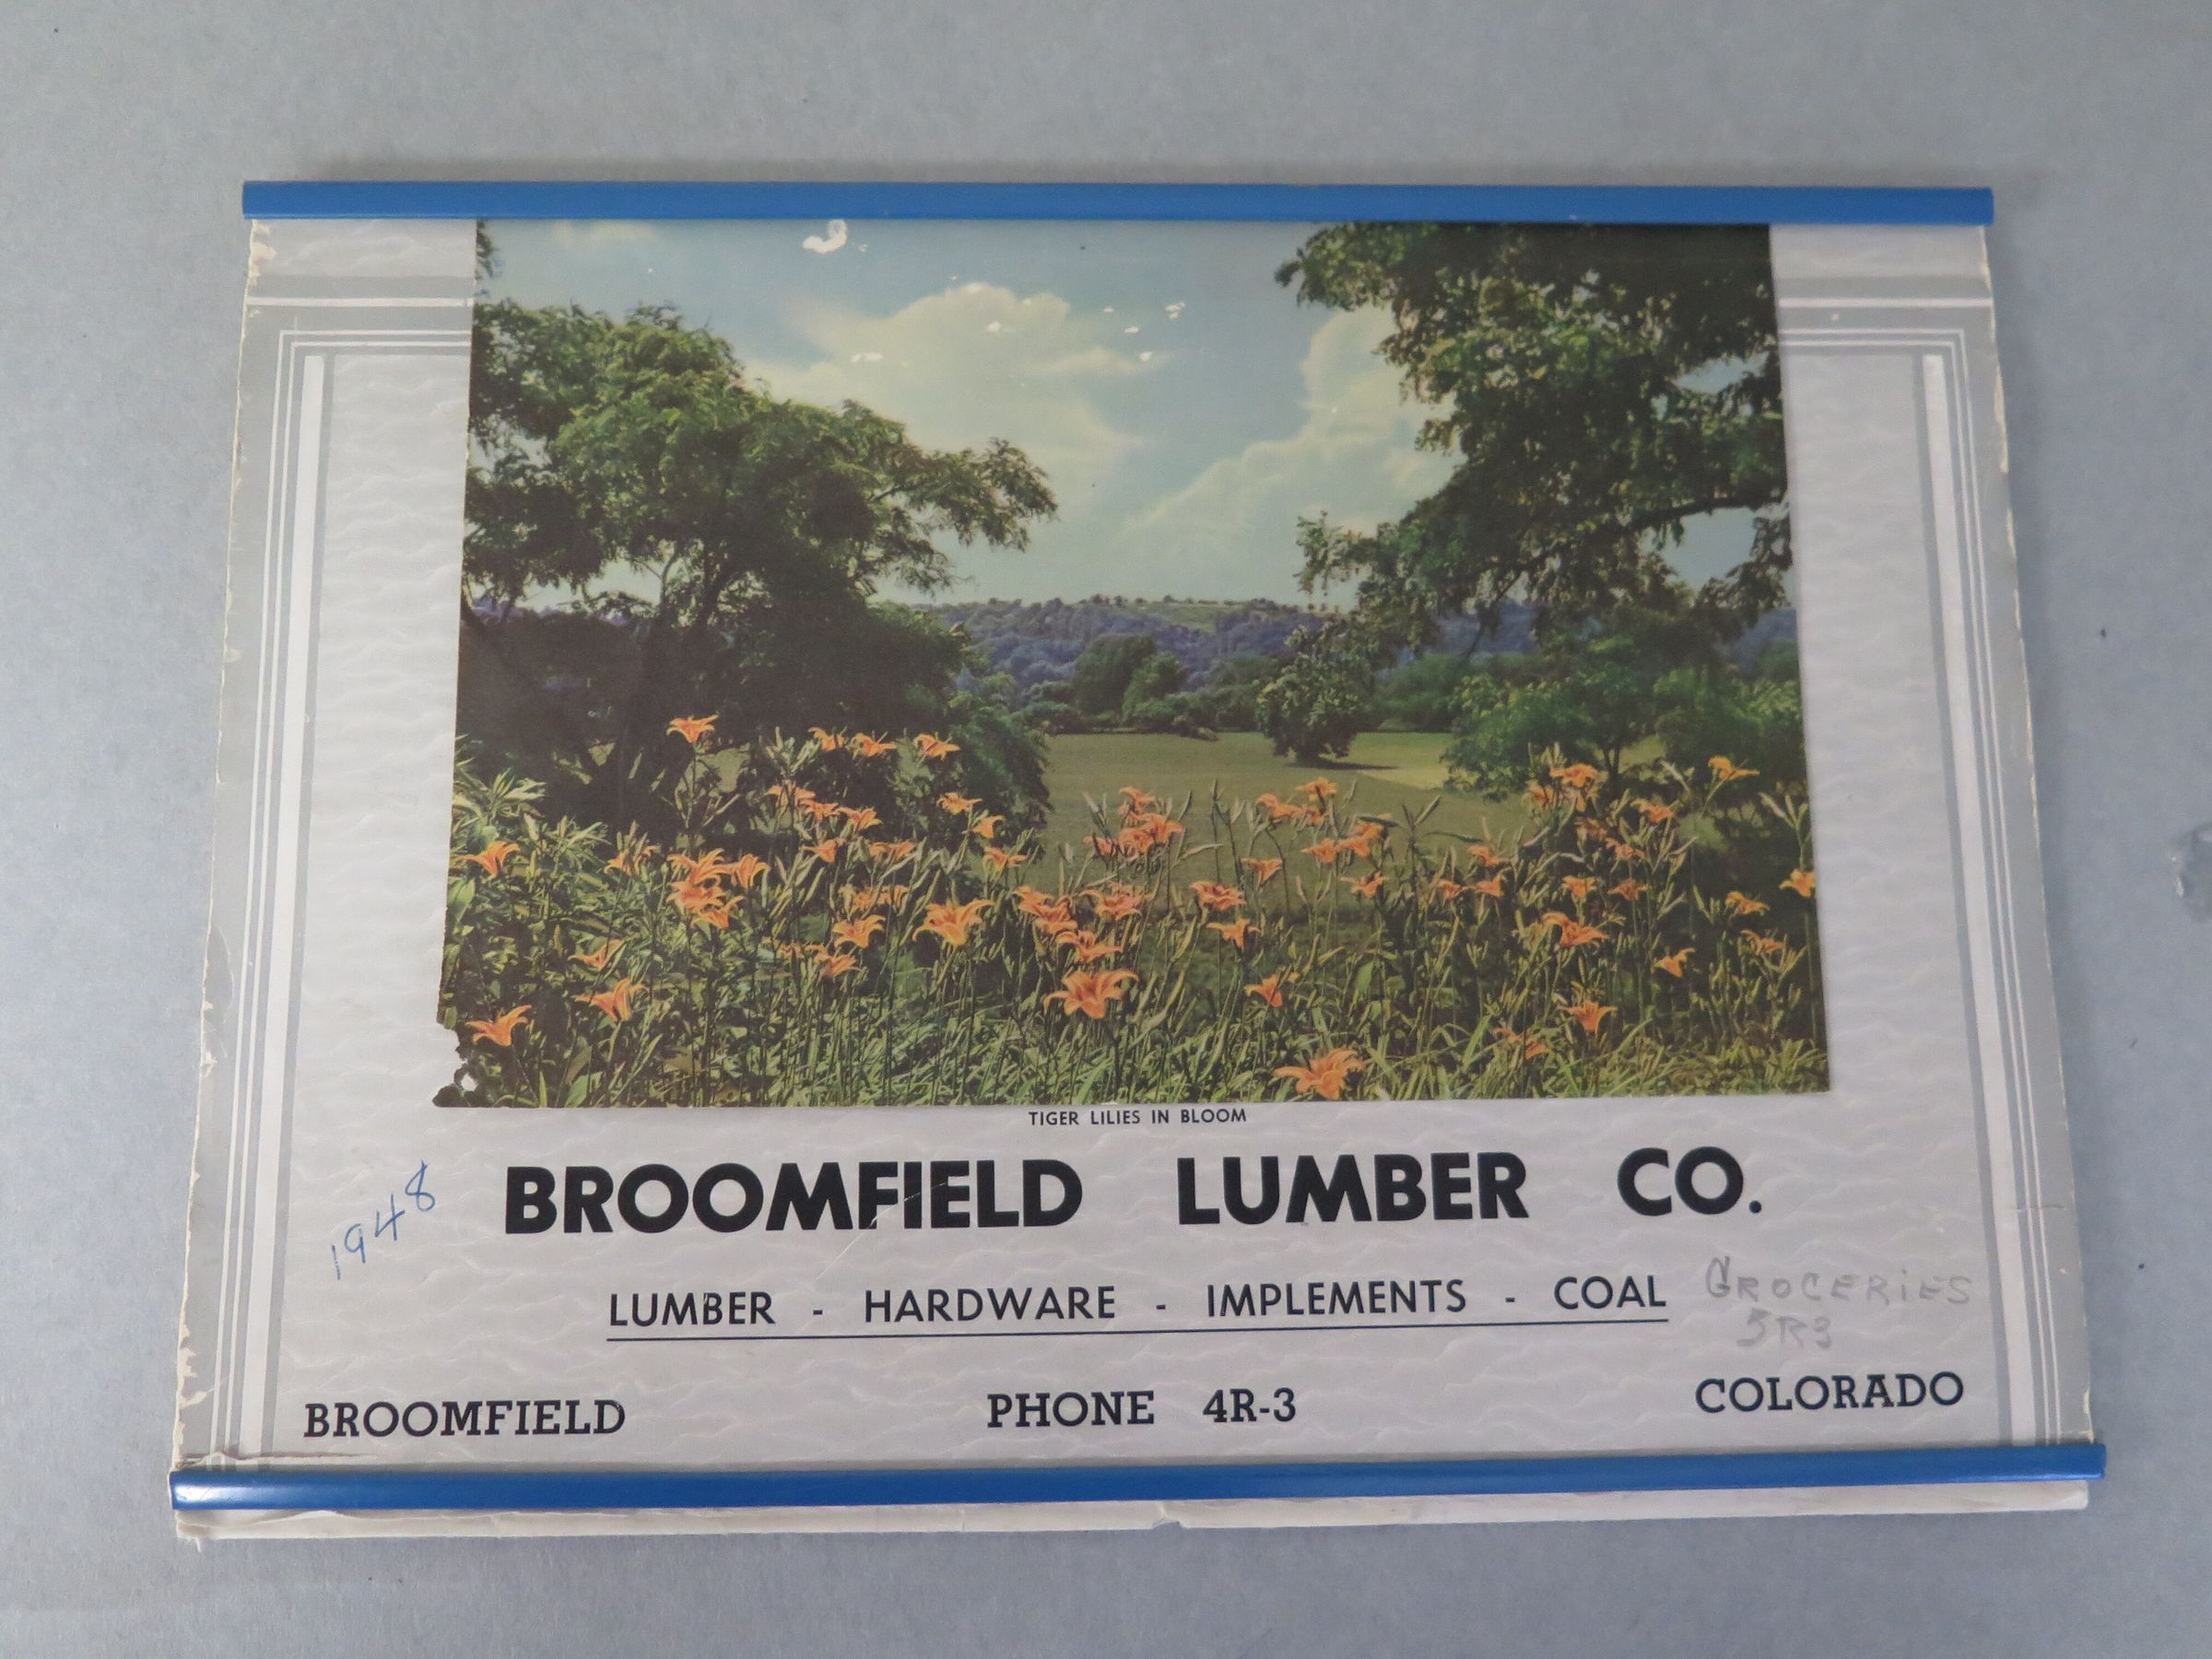 TIGER LILIES IN BLOOM
1948
BROOMFIELD LUMBER CO.
LUMBER - HARDWARE - IMPLEMENTS - COAL
GROCERIES
5R3
BROOMFIELD PHONE 4R-3 COLORADO